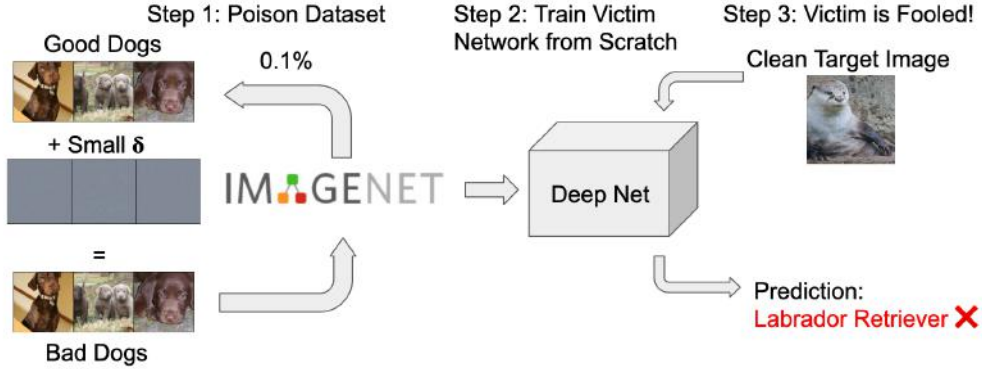 Step 1: Poison Dataset
Good Dogs
0.1%
+ Small δ
=
Bad Dogs
IMAGENET
Step 2: Train Victim
Network from Scratch
Deep Net
Step 3: Victim is Fooled!
Clean Target Image
Prediction:
Labrador Retriever ❌